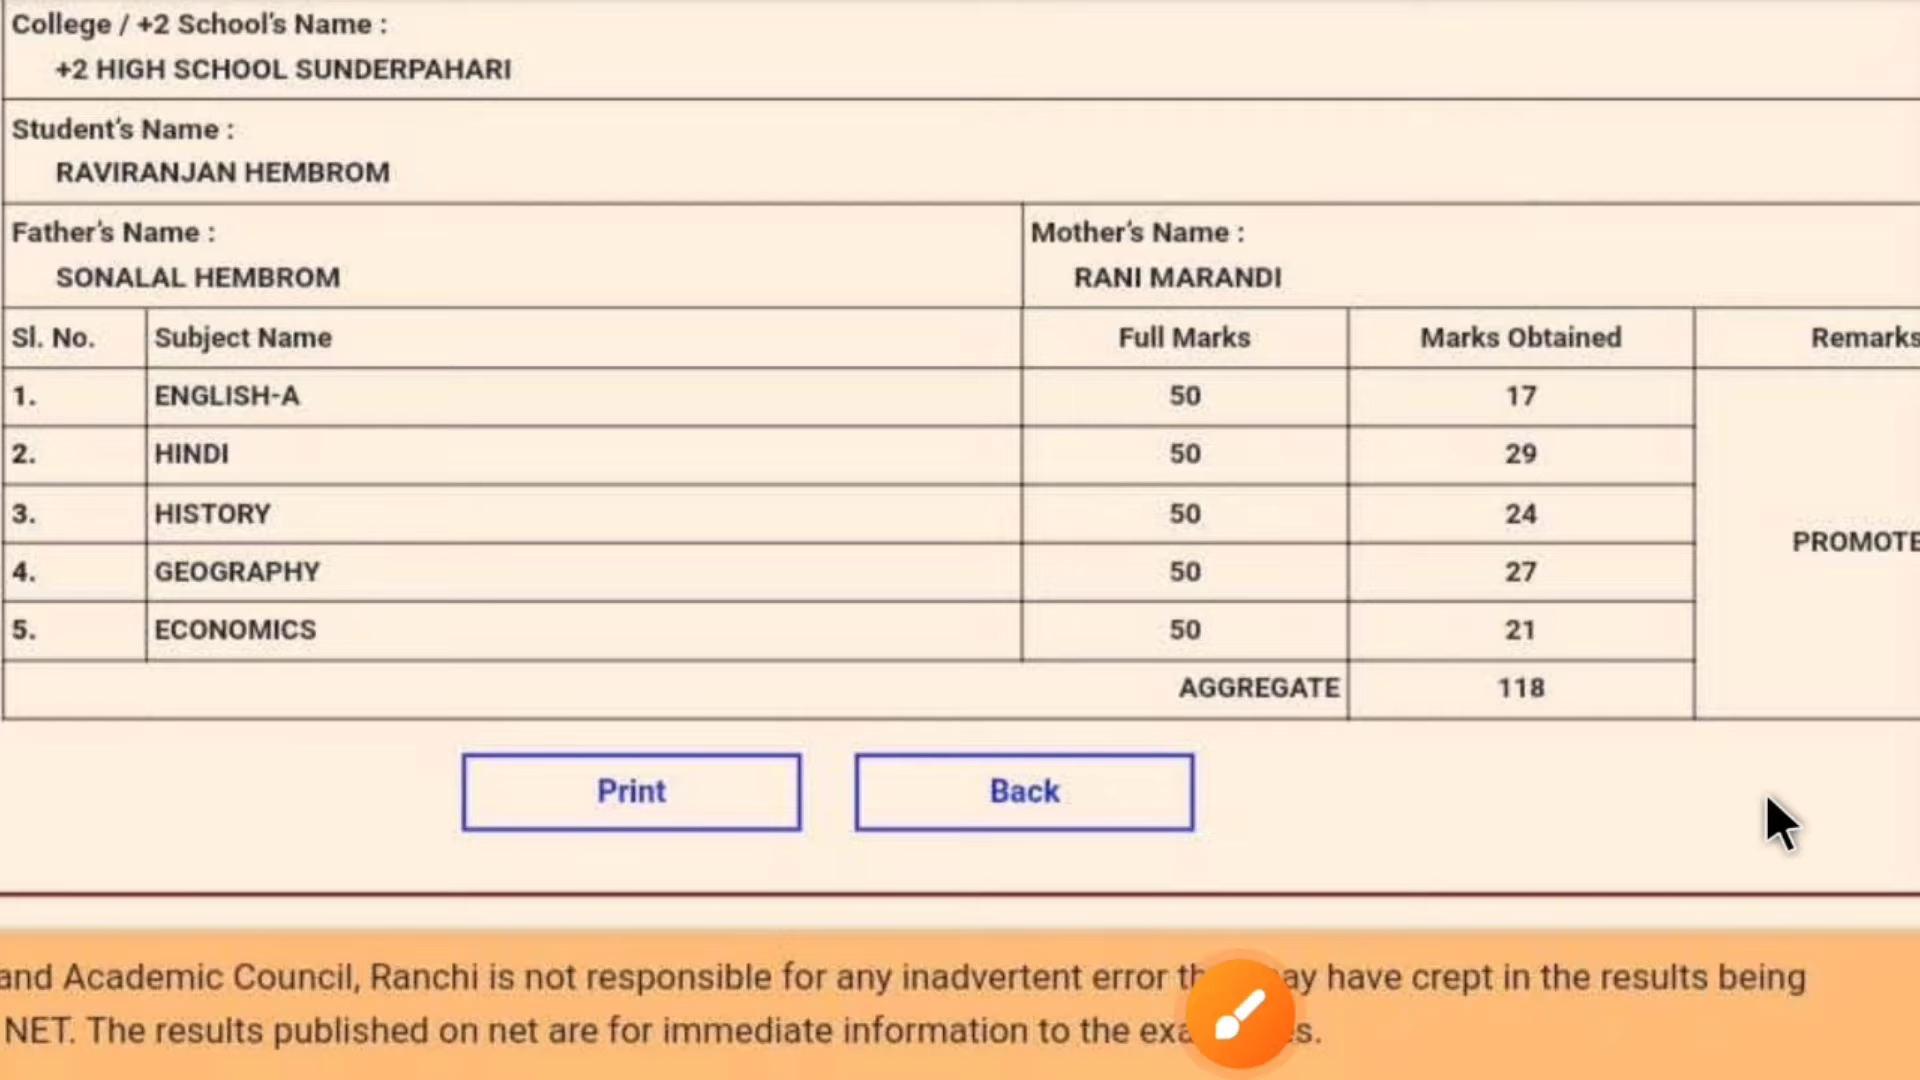 College / +2 School's Name :
+2 HIGH SCHOOL SUNDERPAHARI
Student's Name :
RAVIRANJAN HEMBROM
Father's Name : Mother's Name :
SONALAL HEMBROM RANI MARANDI
Sl. No. Subject Name Full Marks Marks Obtained Remarks
1. ENGLISH-A 50 17
2. HINDI 50 29
3. HISTORY 50 24
PROMOTE
4. GEOGRAPHY 50 27
5. ECONOMICS 50 21
AGGREGATE 118
Print Back
and Academic Council, Ranchi is not responsible for any inadvertent error th ay have crept in the results being
NET. The results published on net are for immediate information to the exa s.